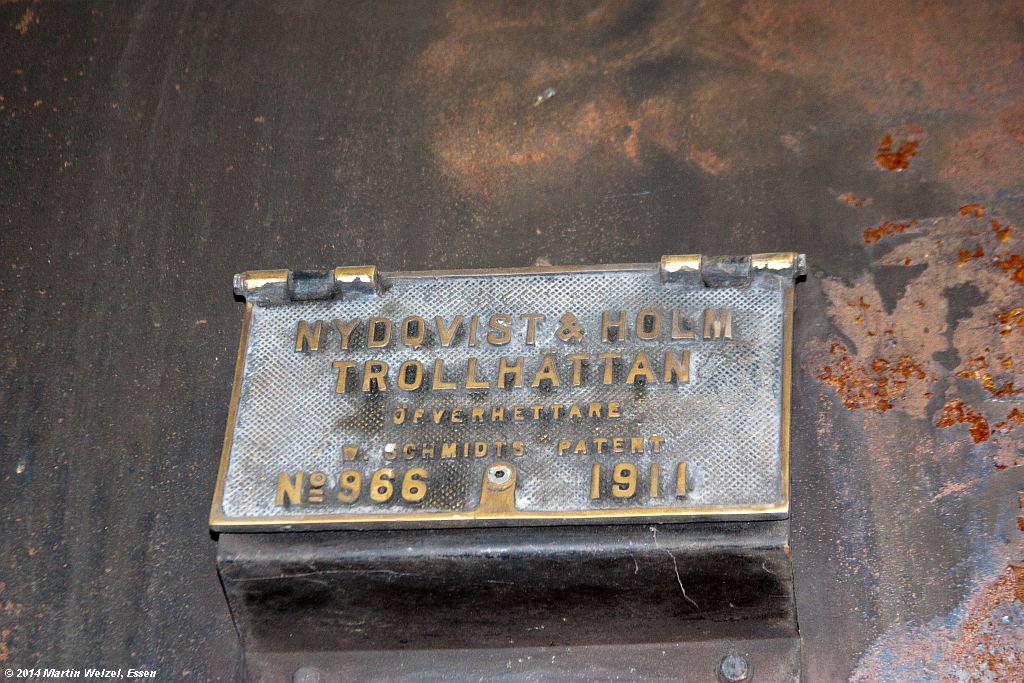 NYDQVIST & HOLM
TROLLHÄTTAN
ÖFVERHETTARE
W. SCHMIDTS PATENT
No 966 1911
© 2014 Martin Welzel, Essen